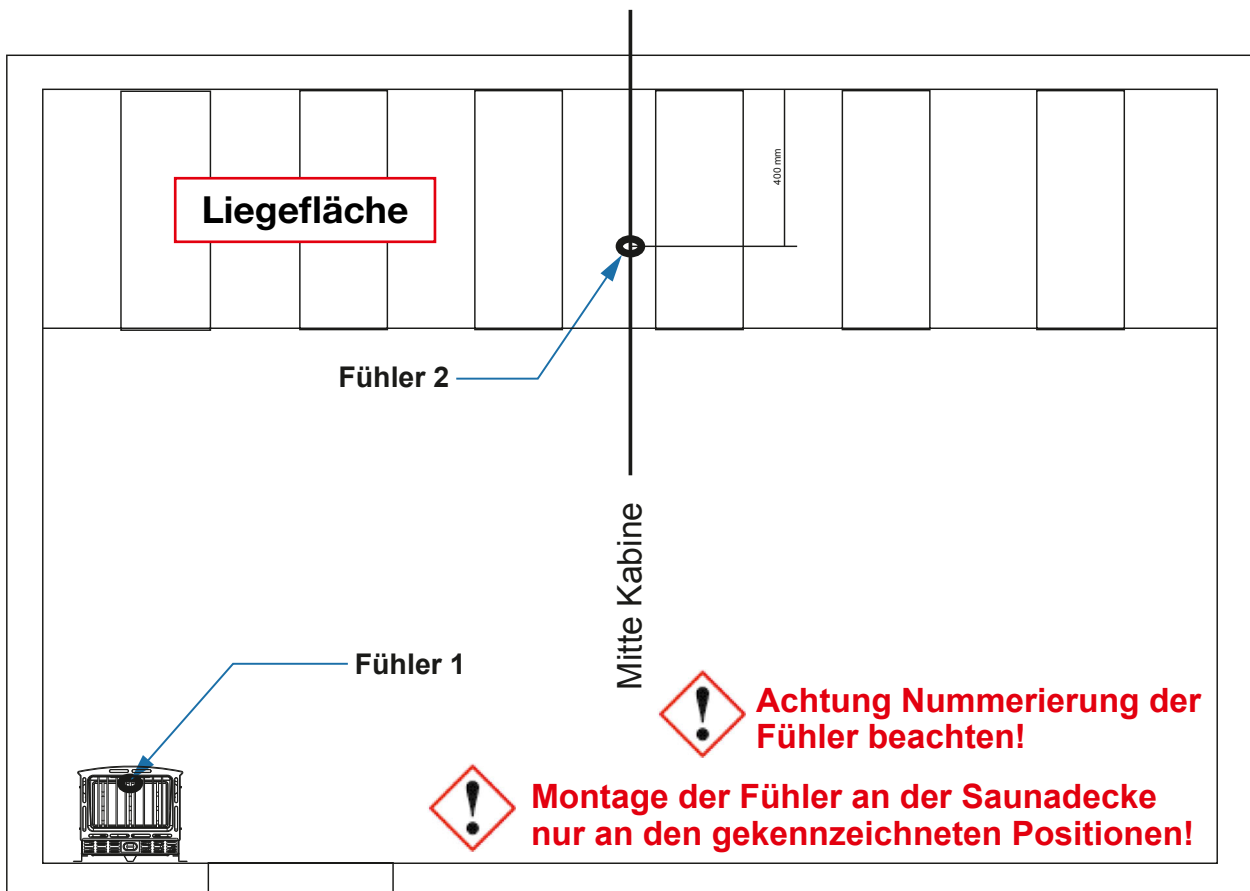 400 mm
Liegefläche
Fühler 2
Mitte Kabine
Fühler 1
Achtung Nummerierung der
Fühler beachten!
Montage der Fühler an der Saunadecke
nur an den gekennzeichneten Positionen!